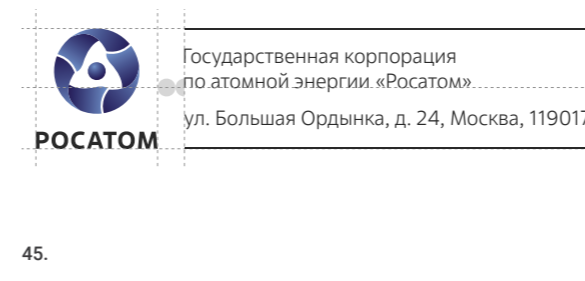 Государственная корпорация
по атомной энергии «Росатом»
ул. Большая Ордынка, д. 24, Москва, 119017
РОСАТОМ
45.